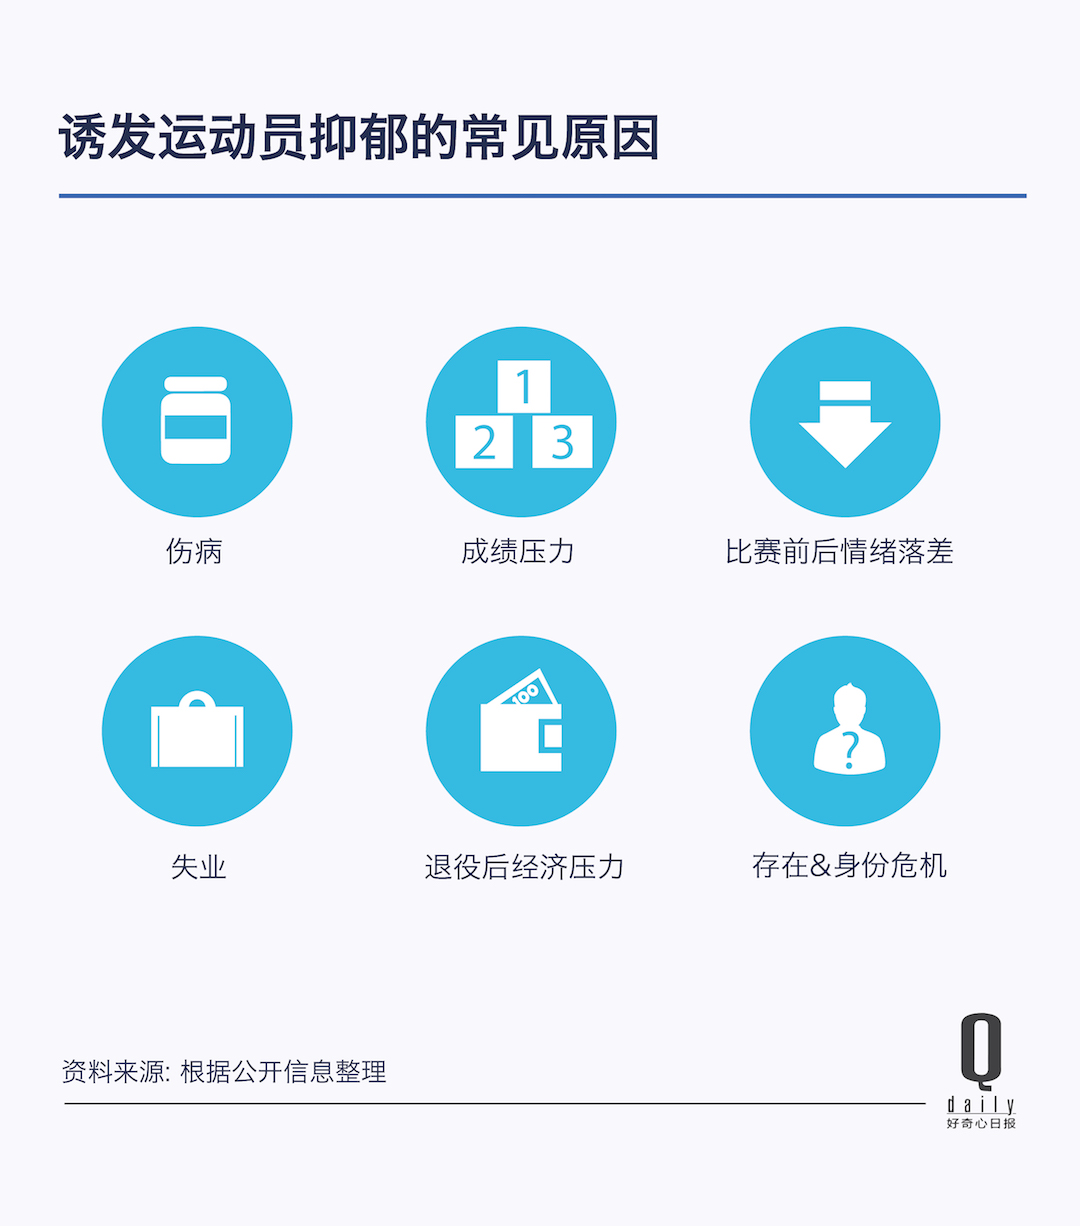 诱发运动员抑郁的常见原因
1
2 3
伤病
成绩压力
比赛前后情绪落差
100
?
失业
退役后经济压力
存在&身份危机
资料来源: 根据公开信息整理
Q
daily
好奇心日报